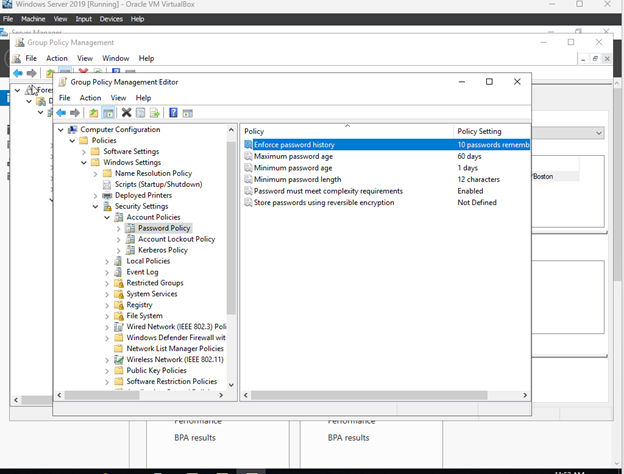 Windows Server 2019 [Running] - Oracle VM VirtualBox
File Machine View Input Devices Help
Server Manager
Group Policy Management
File Action View Window Help
Group Policy Management Editor
File Action View Help
Computer Configuration
Policies
Software Settings
Windows Settings
Name Resolution Policy
Scripts (Startup/Shutdown)
Deployed Printers
Security Settings
Account Policies
Password Policy
Account Lockout Policy
Kerberos Policy
Local Policies
Event Log
Restricted Groups
System Services
Registry
File System
Wired Network (IEEE 802.3) Poli
Windows Defender Firewall wit
Network List Manager Policies
Wireless Network (IEEE 802.11)
Public Key Policies
Software Restriction Policies
Policy Policy Setting
Enforce password history 10 passwords rememb
Maximum password age 60 days
Minimum password age 1 days
Minimum password length 12 characters
Password must meet complexity requirements Enabled
Store passwords using reversible encryption Not Defined
Fores
D
/Boston
Performance Performance
BPA results BPA results